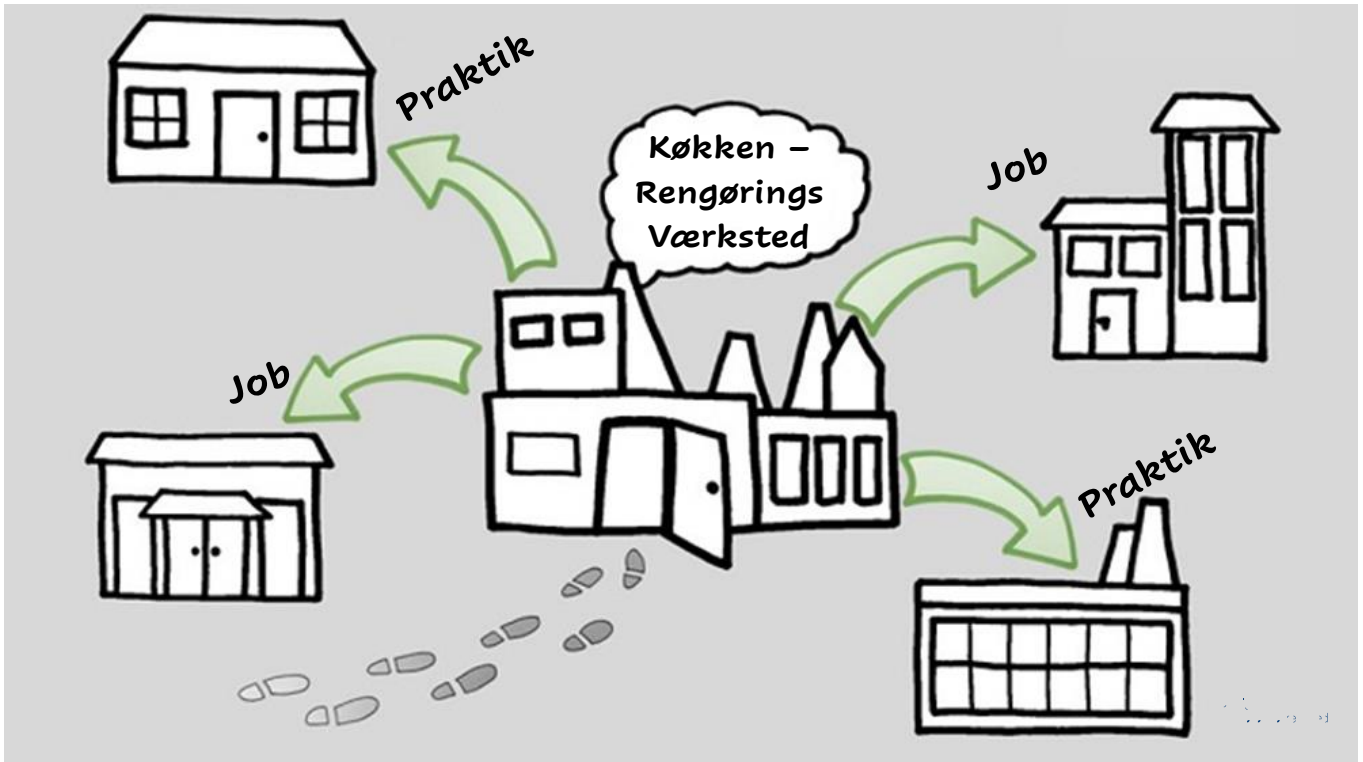 Praktik
Køkken –
Rengørings
Værksted
Job
Job
Praktik